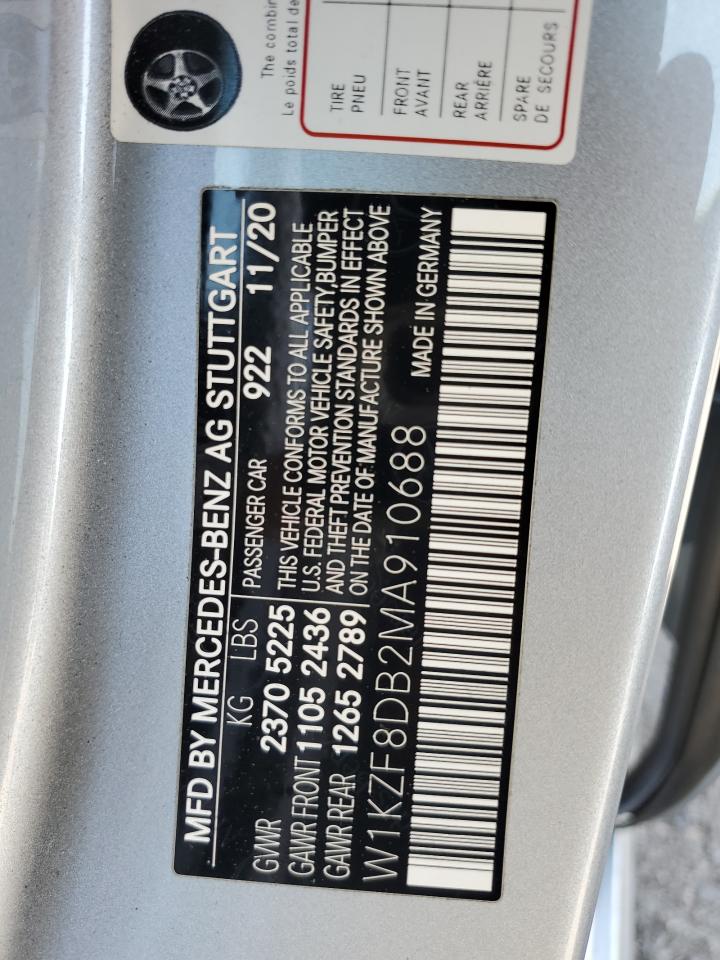 The combin
Le poids total de
TIRE
PNEU
FRONT
AVANT
REAR
ARRIÈRE
SPARE
DE SECOURS
MFD BY MERCEDES-BENZ AG STUTTGART
KG LBS PASSENGER CAR 922 11/20
GVWR 2370 5225
GAWR FRONT 1105 2436
GAWR REAR 1265 2789
THIS VEHICLE CONFORMS TO ALL APPLICABLE
U.S. FEDERAL MOTOR VEHICLE SAFETY,BUMPER
AND THEFT PREVENTION STANDARDS IN EFFECT
ON THE DATE OF MANUFACTURE SHOWN ABOVE
W1KZF8DB2MA910688 MADE IN GERMANY